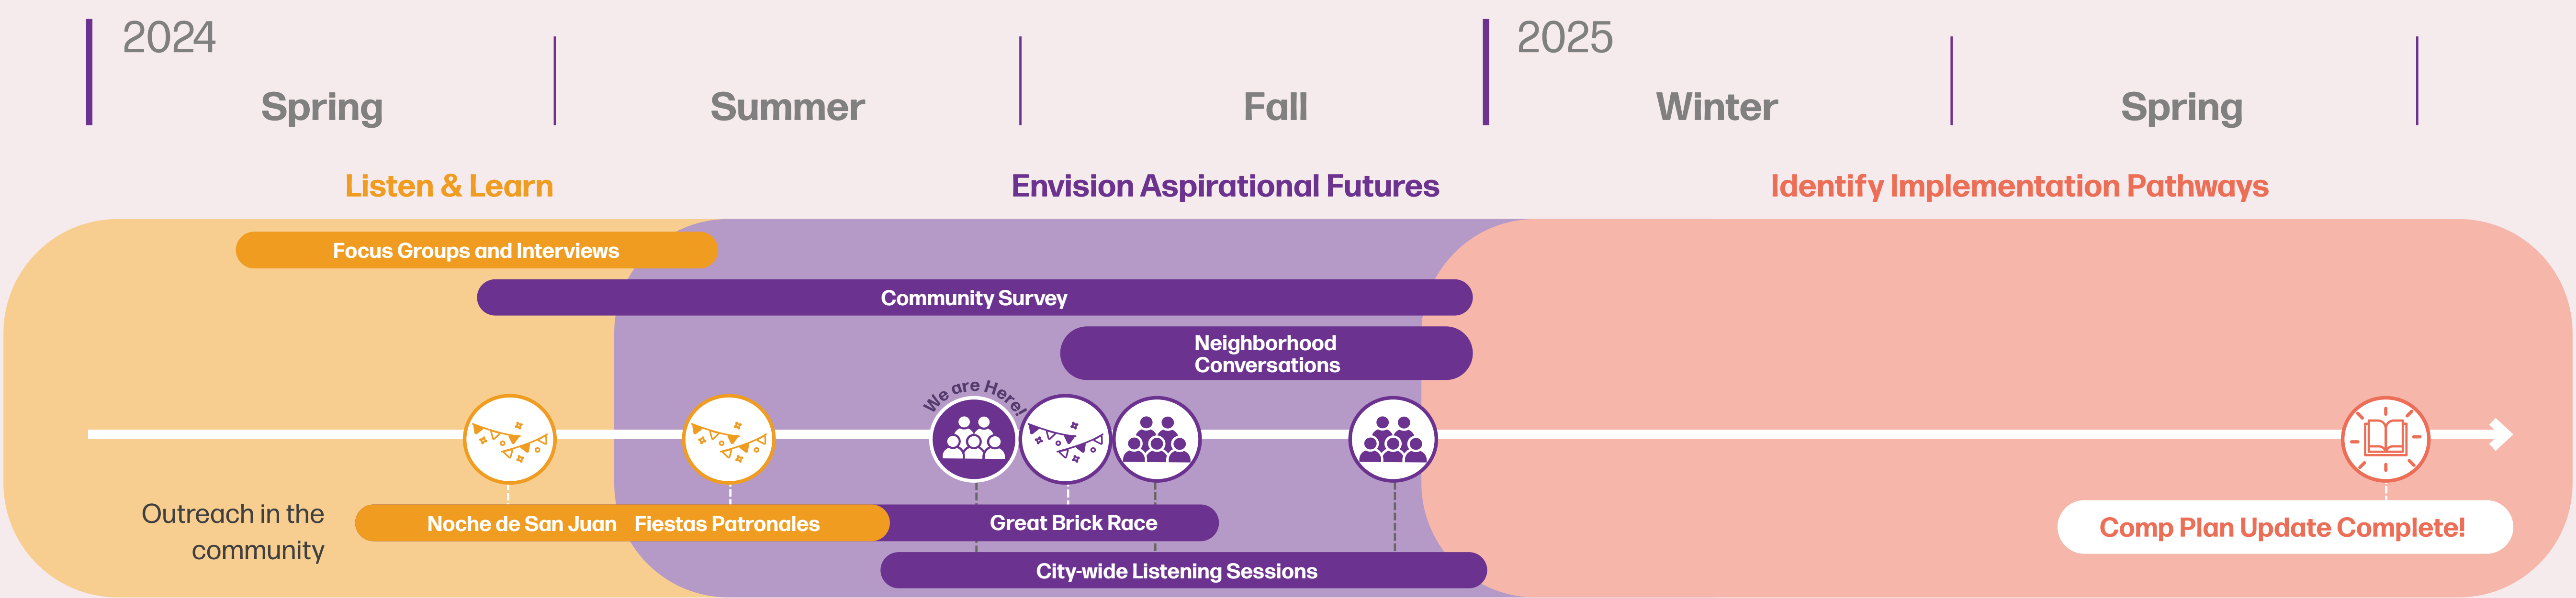 2024
2025
Spring
Summer
Fall
Winter
Spring
Listen & Learn
Envision Aspirational Futures
Identify Implementation Pathways
Focus Groups and Interviews
Community Survey
Neighborhood
Conversations
We are Here!
Outreach in the
community
Noche de San Juan
Fiestas Patronales
Great Brick Race
Comp Plan Update Complete!
City-wide Listening Sessions